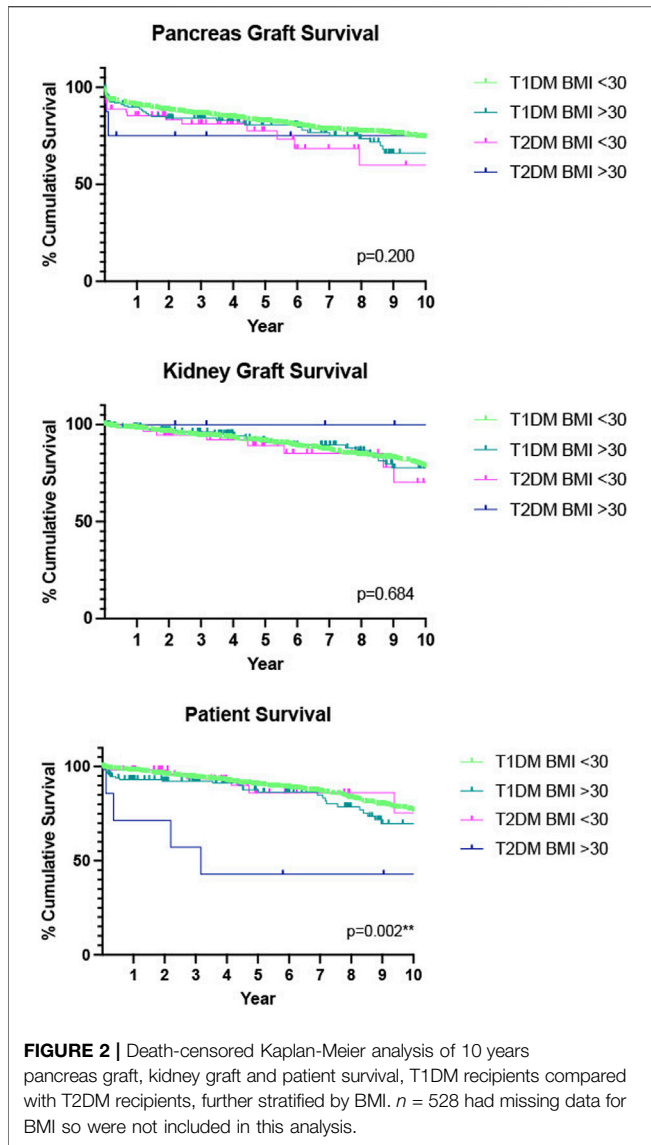 Pancreas Graft Survival
% Cumulative Survival
100
50
0
1 2 3 4 5 6 7 8 9 10
Year
p=0.200
T1DM BMI <30
T1DM BMI >30
T2DM BMI <30
T2DM BMI >30
Kidney Graft Survival
% Cumulative Survival
100
50
0
1 2 3 4 5 6 7 8 9 10
Year
p=0.684
T1DM BMI <30
T1DM BMI >30
T2DM BMI <30
T2DM BMI >30
Patient Survival
% Cumulative Survival
100
50
0
1 2 3 4 5 6 7 8 9 10
Year
p=0.002**
T1DM BMI <30
T1DM BMI >30
T2DM BMI <30
T2DM BMI >30
FIGURE 2 | Death-censored Kaplan-Meier analysis of 10 years
pancreas graft, kidney graft and patient survival, T1DM recipients compared
with T2DM recipients, further stratified by BMI. n = 528 had missing data for
BMI so were not included in this analysis.